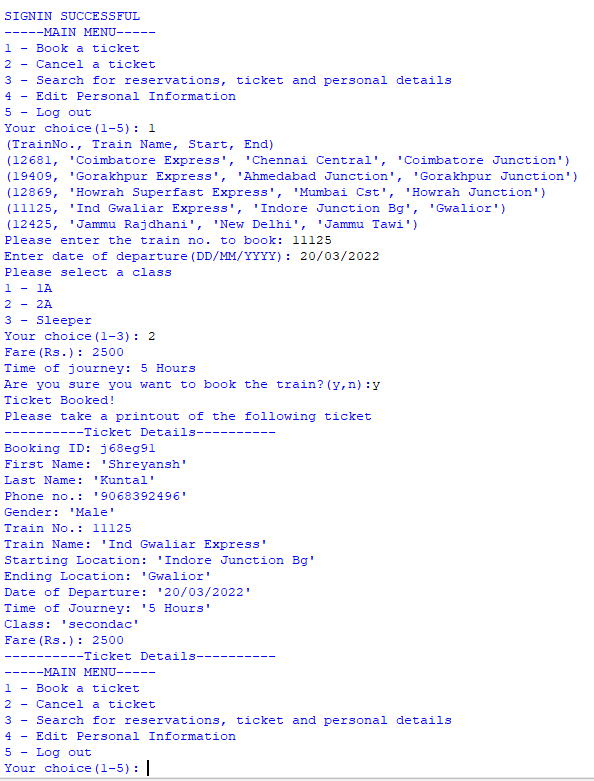 SIGNIN SUCCESSFUL
-----MAIN MENU-----
1 - Book a ticket
2 - Cancel a ticket
3 - Search for reservations, ticket and personal details
4 - Edit Personal Information
5 - Log out
Your choice(1-5): 1
(TrainNo., Train Name, Start, End)
(12681, 'Coimbatore Express', 'Chennai Central', 'Coimbatore Junction')
(19409, 'Gorakhpur Express', 'Ahmedabad Junction', 'Gorakhpur Junction')
(12869, 'Howrah Superfast Express', 'Mumbai Cst', 'Howrah Junction')
(11125, 'Ind Gwaliar Express', 'Indore Junction Bg', 'Gwalior')
(12425, 'Jammu Rajdhani', 'New Delhi', 'Jammu Tawi')
Please enter the train no. to book: 11125
Enter date of departure(DD/MM/YYYY): 20/03/2022
Please select a class
1 - 1A
2 - 2A
3 - Sleeper
Your choice(1-3): 2
Fare(Rs.): 2500
Time of journey: 5 Hours
Are you sure you want to book the train?(y,n):y
Ticket Booked!
Please take a printout of the following ticket
----------Ticket Details----------
Booking ID: j68eg91
First Name: 'Shreyansh'
Last Name: 'Kuntal'
Phone no.: '9068392496'
Gender: 'Male'
Train No.: 11125
Train Name: 'Ind Gwaliar Express'
Starting Location: 'Indore Junction Bg'
Ending Location: 'Gwalior'
Date of Departure: '20/03/2022'
Time of Journey: '5 Hours'
Class: 'secondac'
Fare(Rs.): 2500
----------Ticket Details----------
-----MAIN MENU-----
1 - Book a ticket
2 - Cancel a ticket
3 - Search for reservations, ticket and personal details
4 - Edit Personal Information
5 - Log out
Your choice(1-5):